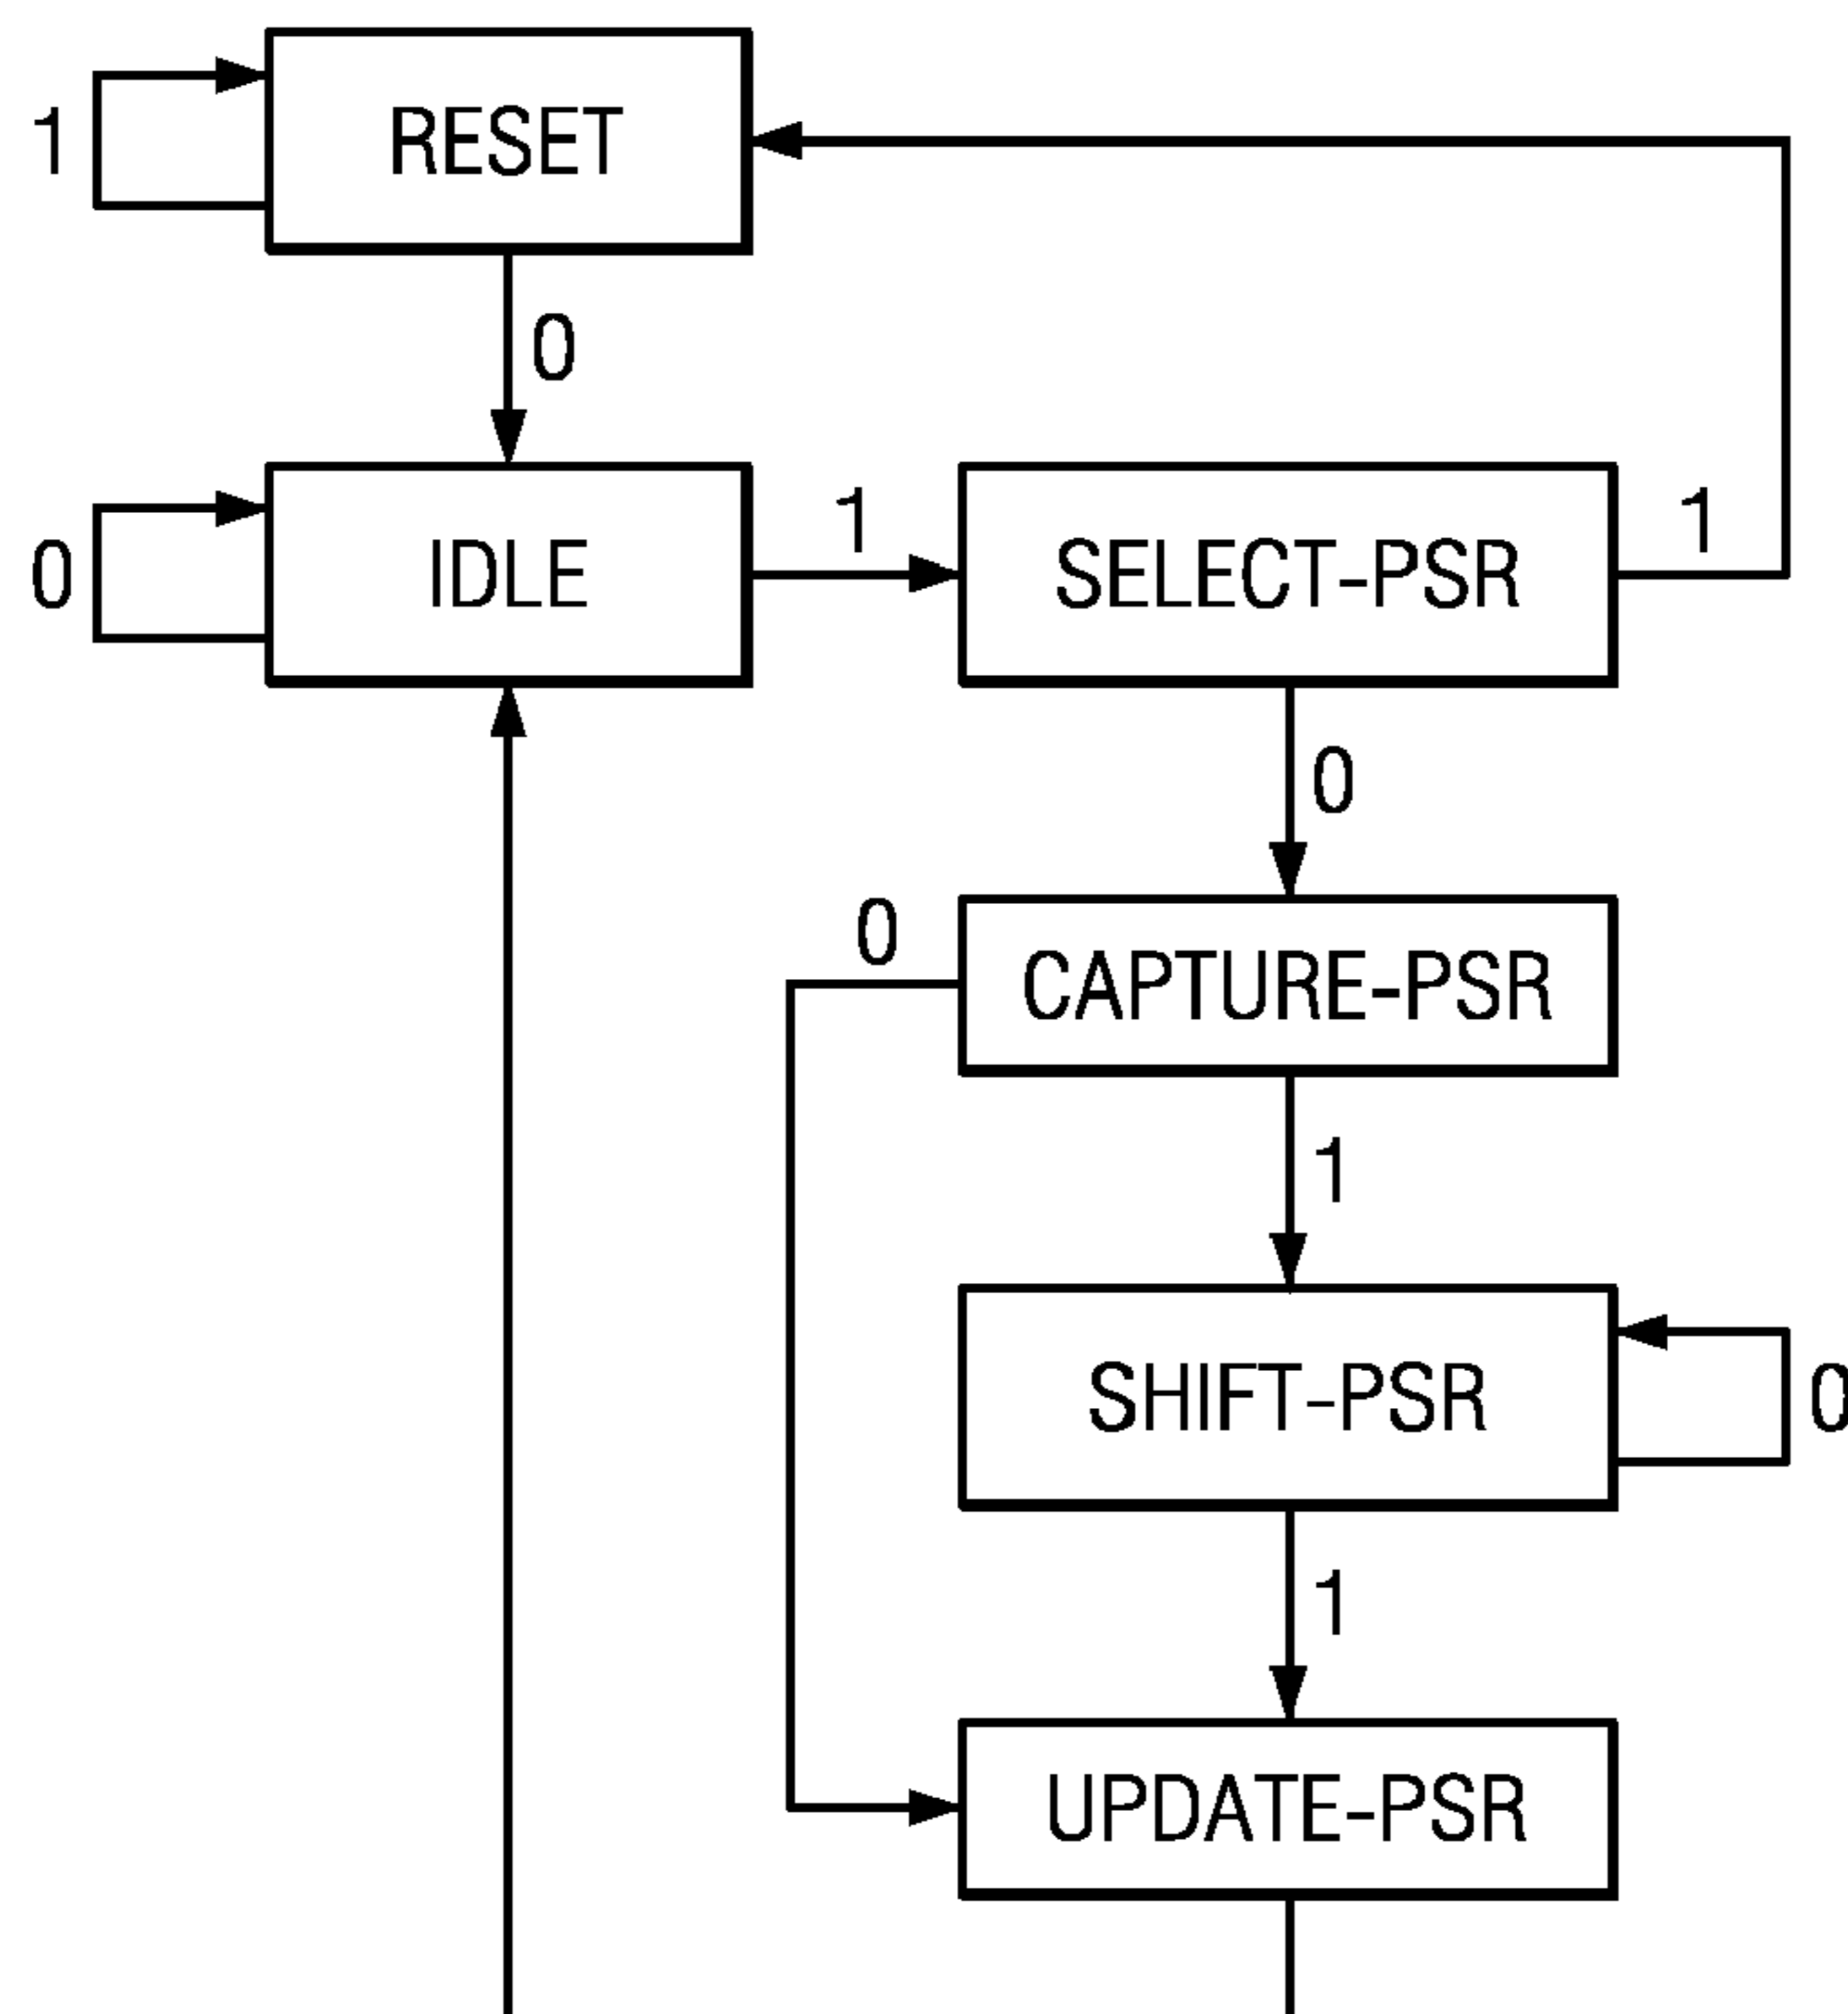 RESET
1
0
IDLE
0
1
SELECT-PSR
1
0
CAPTURE-PSR
0
1
SHIFT-PSR
0
1
UPDATE-PSR